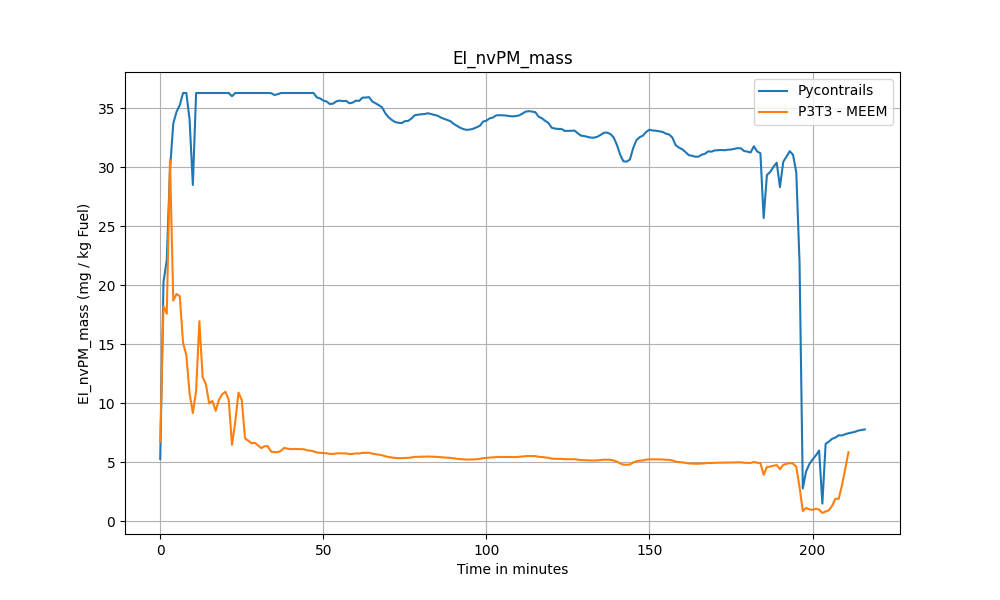 EI_nvPM_mass
Pycontrails
P3T3 - MEEM
EI_nvPM_mass (mg / kg Fuel)
35
30
25
20
15
10
5
0
0 50 100 150 200
Time in minutes